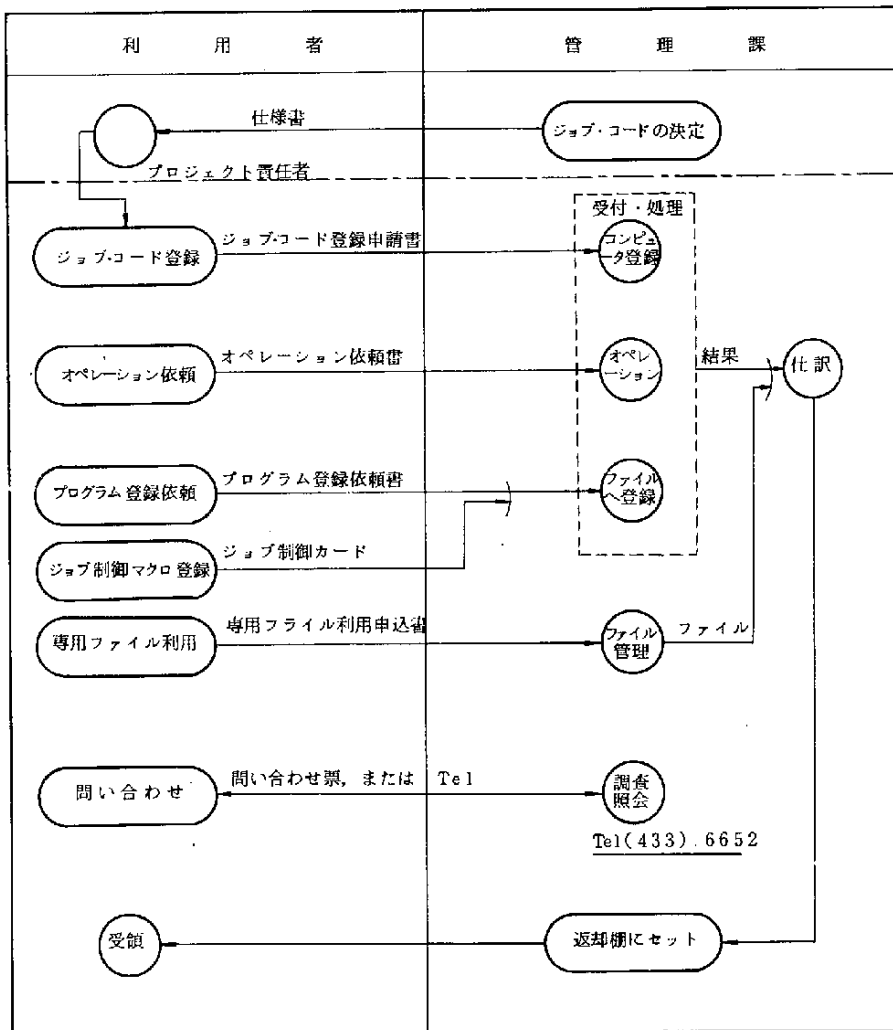 利用者
管理課
仕様書
ジョブ・コードの決定
プロジェクト責任者
受付・処理
ジョブ・コード登録
ジョブ・コード登録申請書
コンピュ
ータ登録
オペレーション依頼
オペレーション依頼書
オペレ
ーション
結果
仕訳
プログラム登録依頼
プログラム登録依頼書
ファイル
へ登録
ジョブ制御マクロ登録
ジョブ制御カード
専用ファイル利用
専用フライル利用申込書
ファイル
管理
ファイル
問い合わせ
問い合わせ票，または Tel
調査
照会
Tel(433).6652
受領
返却棚にセット